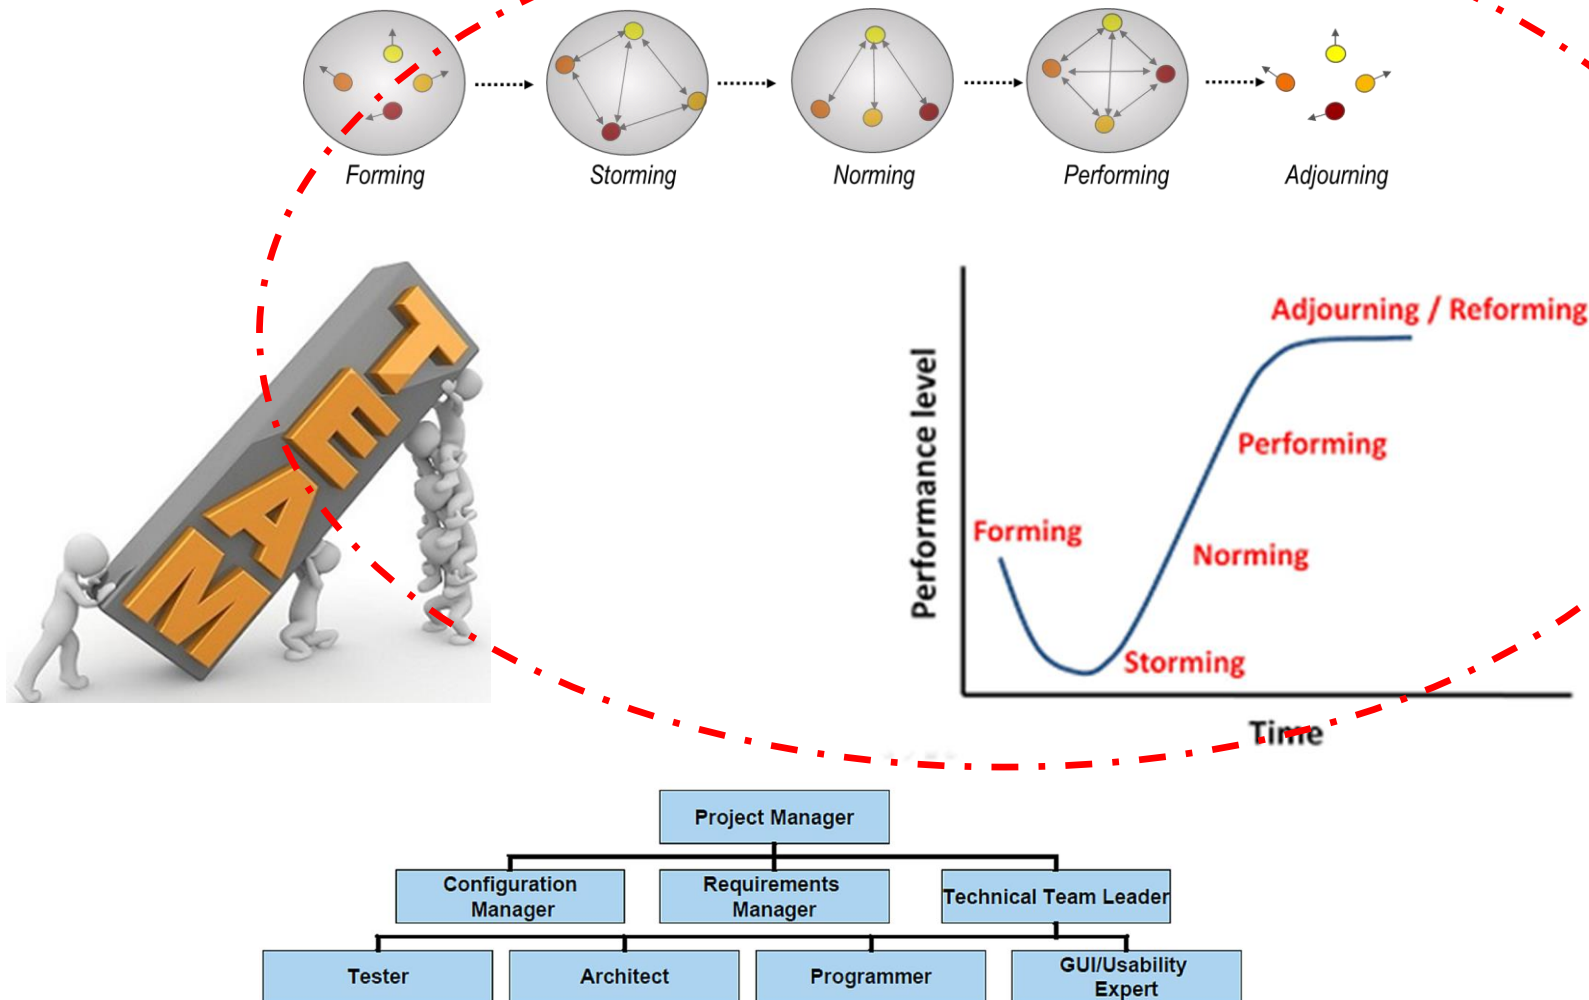 Forming
Storming
Norming
Performing
Adjourning
TEAM
Adjourning / Reforming
Performing
Forming
Norming
Storming
Performance level
Time
Project Manager
Configuration
Manager
Requirements
Manager
Technical Team Leader
Tester
Architect
Programmer
GUI/Usability
Expert